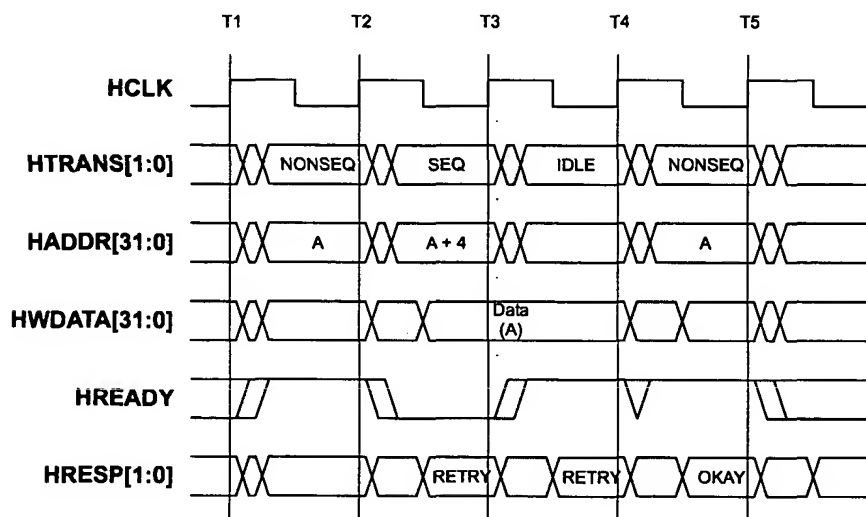 T1 T2 T3 T4 T5
HCLK
HTRANS[1:0] NONSEQ SEQ IDLE NONSEQ
HADDR[31:0] A A + 4 A
HWDATA[31:0] Data
(A)
HREADY
HRESP[1:0] RETRY RETRY OKAY